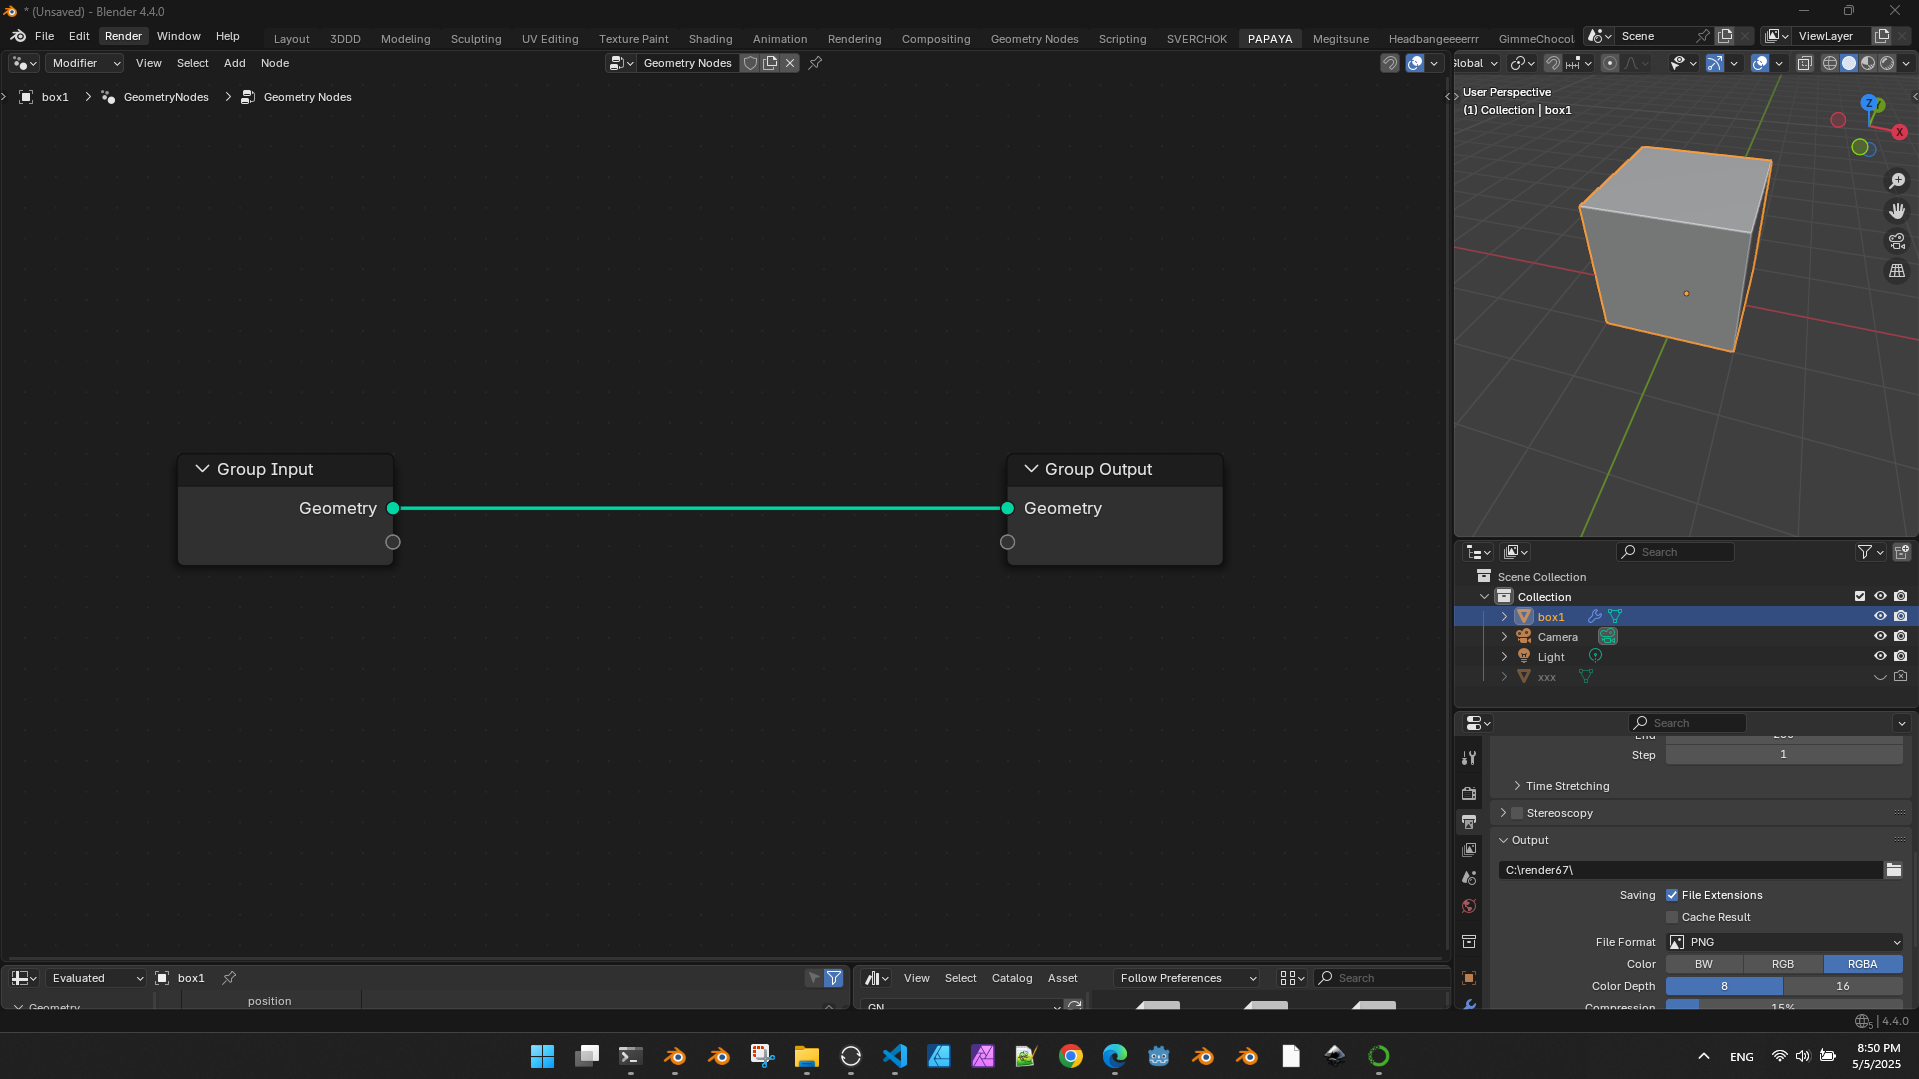 * (Unsaved) - Blender 4.4.0
File Edit Render Window Help Layout 3DDD Modeling Sculpting UV Editing Texture Paint Shading Animation Rendering Compositing Geometry Nodes Scripting SVERCHOK PAPAYA Megitsune Headbangeeeerrr GimmeChocol Scene ViewLayer
Modifier View Select Add Node Geometry Nodes
lobal
box1 GeometryNodes Geometry Nodes
User Perspective
(1) Collection | box1
Z Y
X
Group Input
Geometry
Group Output
Geometry
Search
Scene Collection
Collection
box1
Camera
Light
xxx
Search
Step 1
Time Stretching
Stereoscopy
Output
C:\render67\
Saving File Extensions
Cache Result
File Format PNG
Color BW RGB RGBA
Color Depth 8 16
Compression 15%
Evaluated box1
position
Geometry
View Select Catalog Asset Follow Preferences Search
GN
5 4.4.0
ENG
8:50 PM
5/5/2025